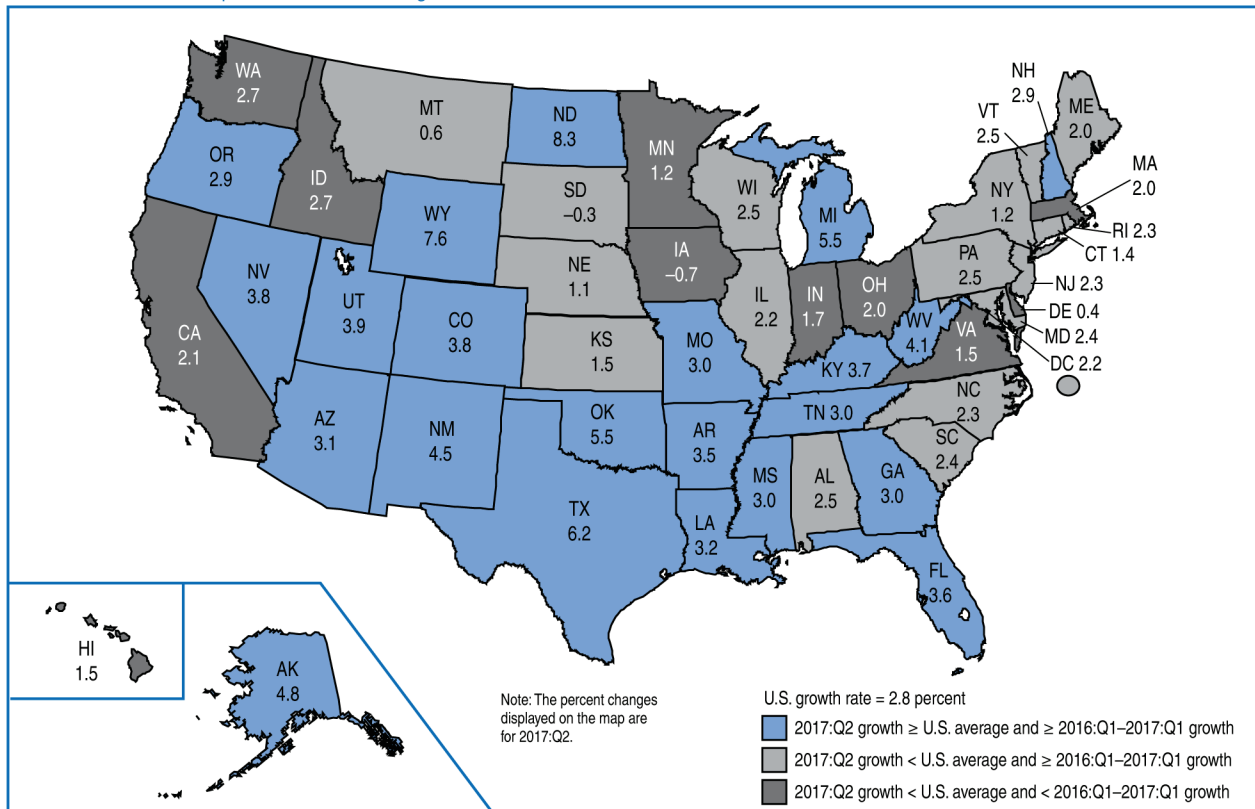 WA
2.7
MT
0.6
ND
8.3
MN
1.2
NH
2.9
VT
2.5
ME
2.0
OR
2.9
ID
2.7
WY
7.6
SD
–0.3
WI
2.5
MI
5.5
NY
1.2
MA
2.0
RI 2.3
CT 1.4
NV
3.8
UT
3.9
CO
3.8
NE
1.1
IA
–0.7
IL
2.2
IN
1.7
OH
2.0
PA
2.5
NJ 2.3
DE 0.4
MD 2.4
DC 2.2
CA
2.1
KS
1.5
MO
3.0
KY 3.7
WV
4.1
VA
1.5
AZ
3.1
NM
4.5
OK
5.5
AR
3.5
TN 3.0
NC
2.3
SC
2.4
TX
6.2
LA
3.2
MS
3.0
AL
2.5
GA
3.0
FL
3.6
HI
1.5
AK
4.8
Note: The percent changes
displayed on the map are
for 2017:Q2.
U.S. growth rate = 2.8 percent
2017:Q2 growth ≥ U.S. average and ≥ 2016:Q1–2017:Q1 growth
2017:Q2 growth < U.S. average and ≥ 2016:Q1–2017:Q1 growth
2017:Q2 growth < U.S. average and < 2016:Q1–2017:Q1 growth